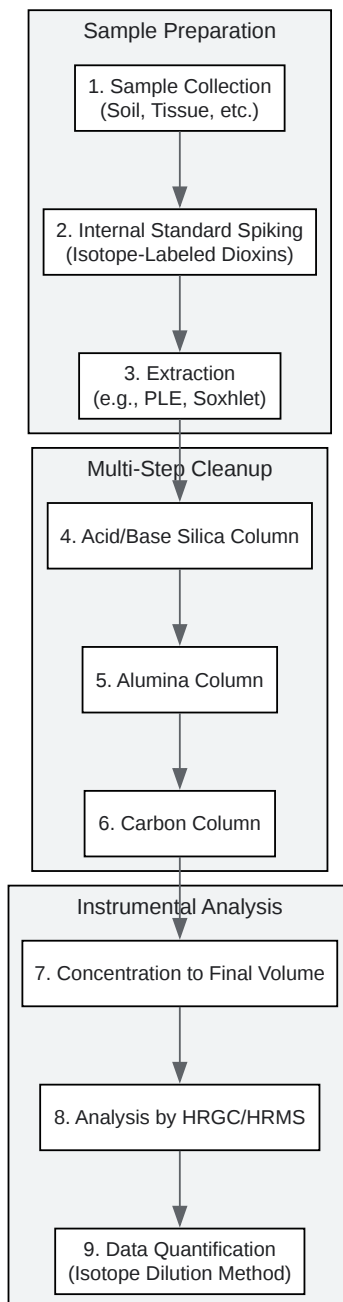 Sample Preparation
1. Sample Collection
(Soil, Tissue, etc.)
2. Internal Standard Spiking
(Isotope-Labeled Dioxins)
3. Extraction
(e.g., PLE, Soxhlet)
Multi-Step Cleanup
4. Acid/Base Silica Column
5. Alumina Column
6. Carbon Column
Instrumental Analysis
7. Concentration to Final Volume
8. Analysis by HRGC/HRMS
9. Data Quantification
(Isotope Dilution Method)